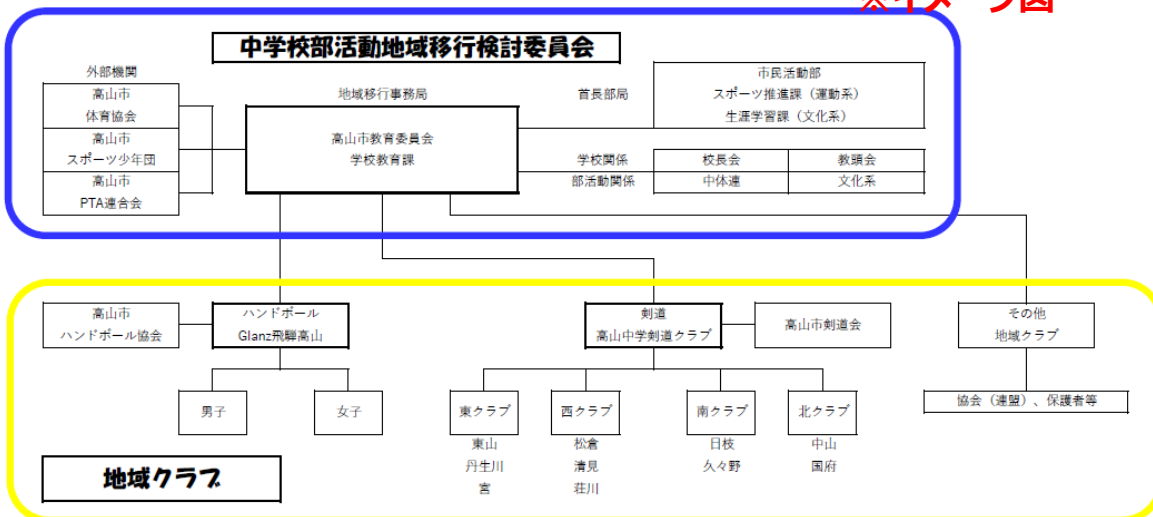 ※イメージ図
中学校部活動地域移行検討委員会
外部機関
高山市
体育協会
高山市
スポーツ少年団
高山市
PTA連合会
地域移行事務局
高山市教育委員会
学校教育課
首長部局
市民活動部
スポーツ推進課（運動系）
生涯学習課（文化系）
学校関係
校長会
教頭会
部活動関係
中体連
文化系
高山市
ハンドボール協会
ハンドボール
Glanz飛騨高山
男子
女子
剣道
高山中学剣道クラブ
高山市剣道会
東クラブ
東山
丹生川
宮
西クラブ
松倉
清見
荘川
南クラブ
日枝
久々野
北クラブ
中山
国府
その他
地域クラブ
協会（連盟）、保護者等
地域クラブ